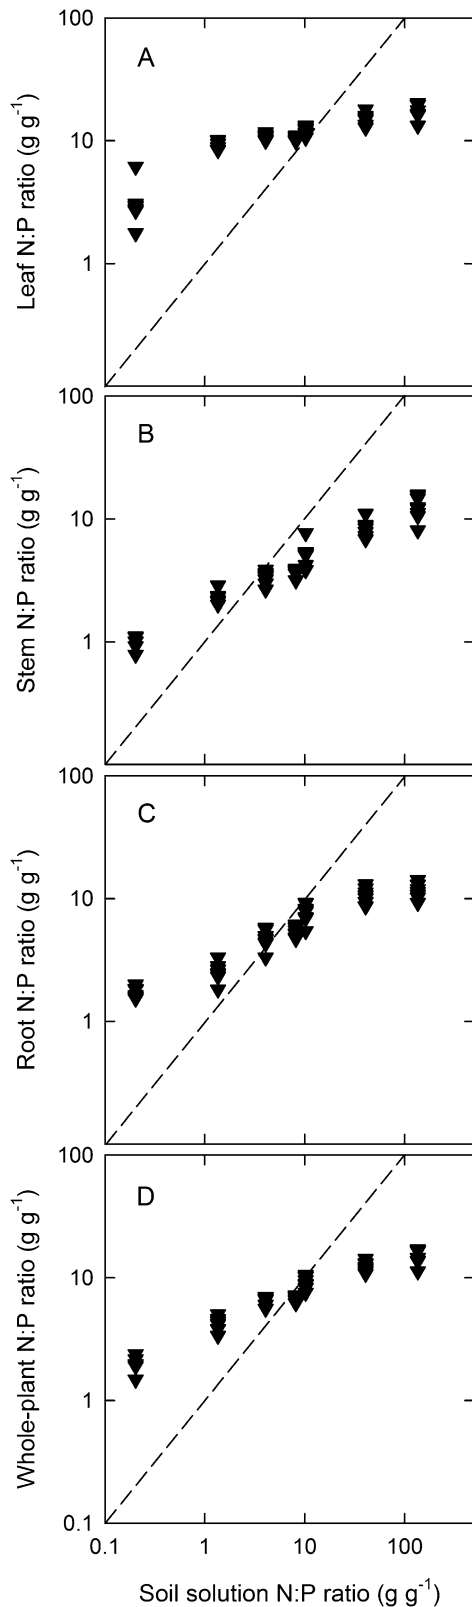 100
A
10
1
Leaf N:P ratio (g g-1)
100
B
10
1
Stem N:P ratio (g g-1)
100
C
10
1
Root N:P ratio (g g-1)
100
D
10
1
0.1
Whole-plant N:P ratio (g g-1)
0.1 1 10 100
Soil solution N:P ratio (g g-1)